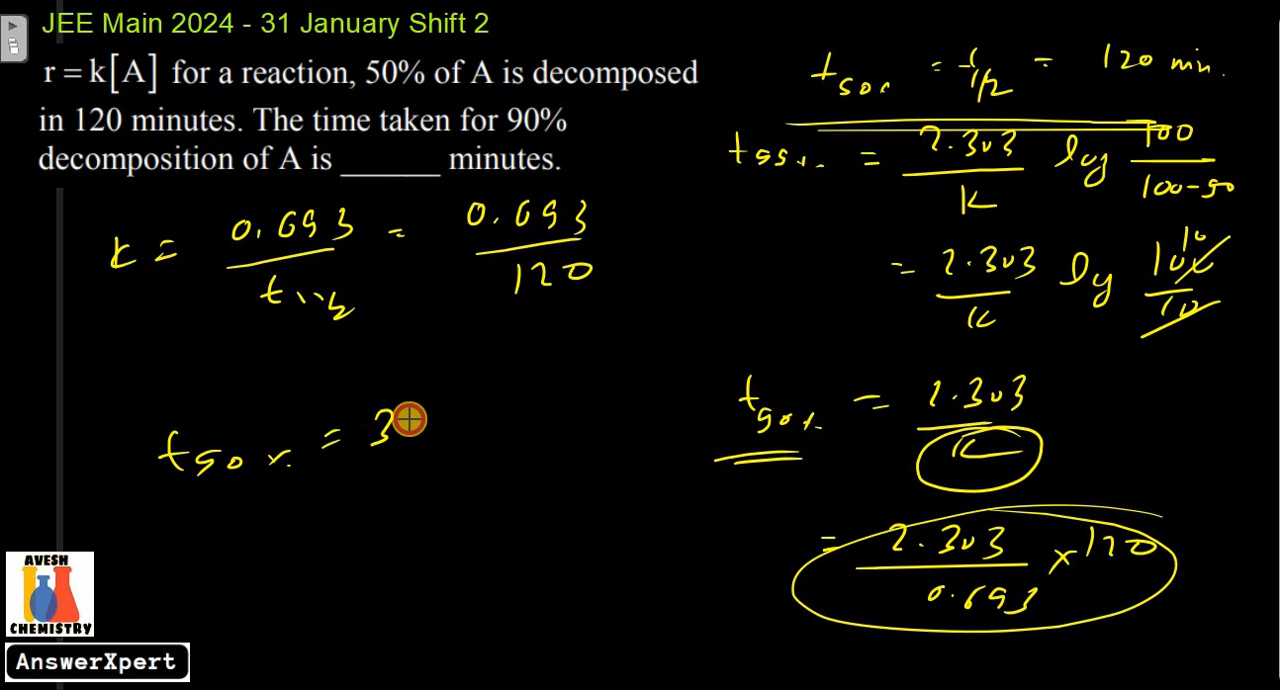 JEE Main 2024 - 31 January Shift 2
r = k[A] for a reaction, 50% of A is decomposed
in 120 minutes. The time taken for 90%
decomposition of A is ______ minutes.
k = 0.693 / t1/2 = 0.693 / 120
t90% = 3
t50% = t1/2 = 120 min.
t90% = 2.303 / K log 100 / 100-90
= 2.303 / K log 100 / 10 10
t90% = 2.303 / K
= 2.303 / 0.693 × 120
AVESH
CHEMISTRY
AnswerXpert